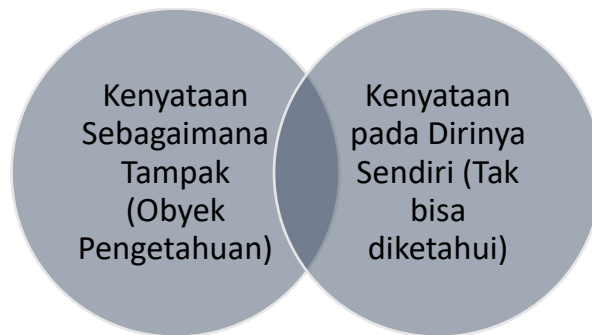 Kenyataan
Sebagaimana
Tampak
(Obyek
Pengetahuan)
Kenyataan
pada Dirinya
Sendiri (Tak
bisa
diketahui)